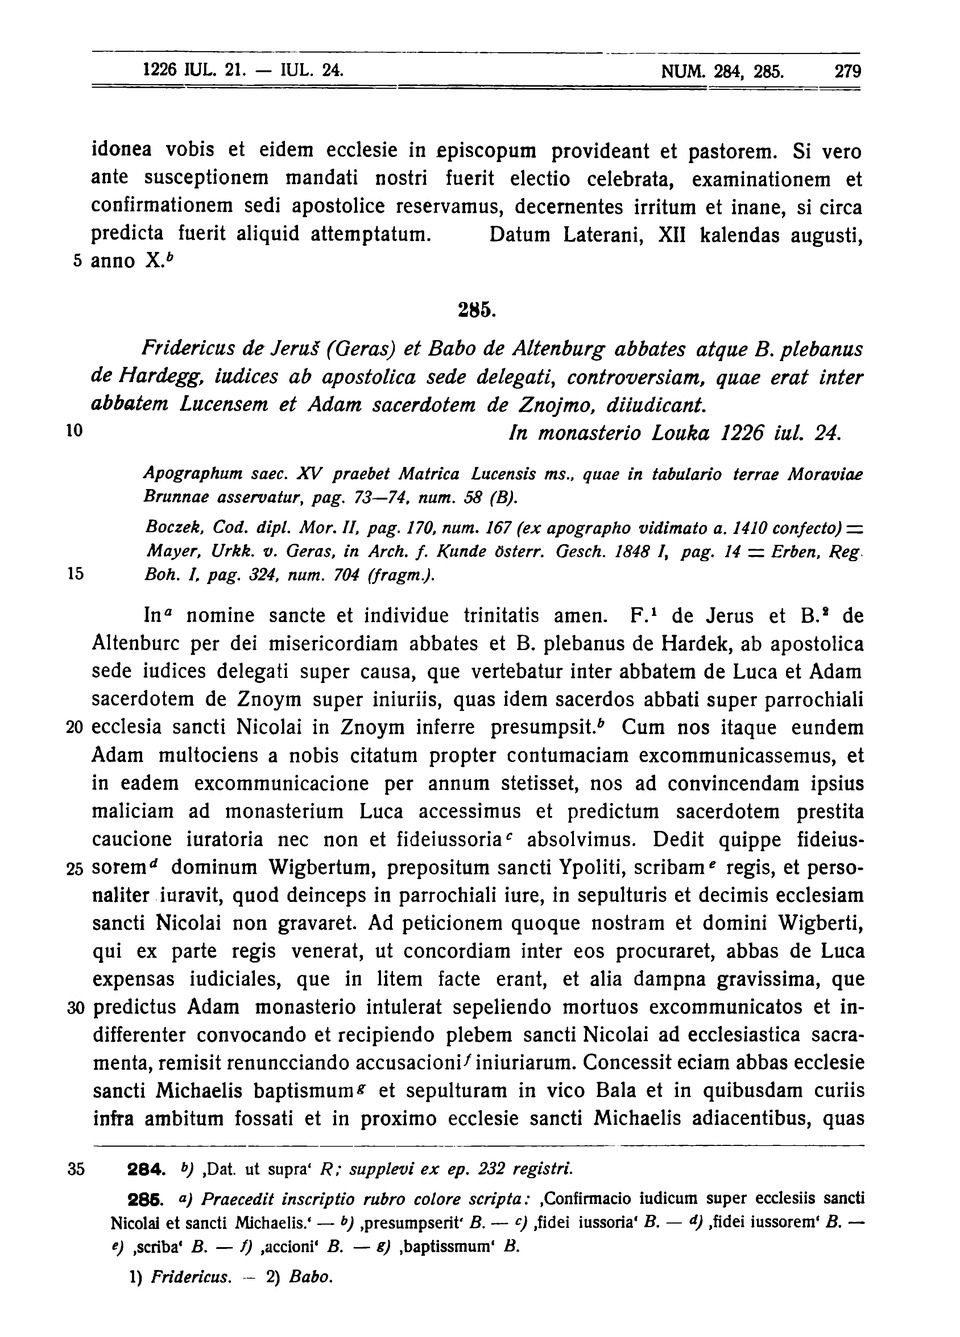 1226 IUL. 21. — IUL. 24. NUM. 284, 285. 279
idonea vobis et eidem ecclesie in episcopum provideant et pastorem. Si vero
ante susceptionem mandati nostri fuerit electio celebrata, examinationem et
confirmationem sedi apostolice reservamus, decernentes irritum et inane, si circa
predicta fuerit aliquid attemptatum. Datum Laterani, XII kalendas augusti,
5 anno X.ᵇ
285.
Fridericus de Jeruš (Geras) et Babo de Altenburg abbates atque B. plebanus
de Hardegg, iudices ab apostolica sede delegati, controversiam, quae erat inter
abbatem Lucensem et Adam sacerdotem de Znojmo, diiudicant.
10 In monasterio Louka 1226 iul. 24.
Apographum saec. XV praebet Matrica Lucensis ms., quae in tabulario terrae Moraviae
Brunnae asservatur, pag. 73—74, num. 58 (B).
Boczek, Cod. dipl. Mor. II, pag. 170, num. 167 (ex apographo vidimato a. 1410 confecto) =
Mayer, Urkk. v. Geras, in Arch. f. Kunde österr. Gesch. 1848 I, pag. 14 = Erben, Reg.
15 Boh. I, pag. 324, num. 704 (fragm.).
Inᵃ nomine sancte et individue trinitatis amen. F.¹ de Jerus et B.² de
Altenburc per dei misericordiam abbates et B. plebanus de Hardek, ab apostolica
sede iudices delegati super causa, que vertebatur inter abbatem de Luca et Adam
sacerdotem de Znoym super iniuriis, quas idem sacerdos abbati super parrochiali
20 ecclesia sancti Nicolai in Znoym inferre presumpsit.ᵇ Cum nos itaque eundem
Adam multociens a nobis citatum propter contumaciam excommunicassemus, et
in eadem excommunicacione per annum stetisset, nos ad convincendam ipsius
maliciam ad monasterium Luca accessimus et predictum sacerdotem prestita
caucione iuratoria nec non et fideiussoriaᶜ absolvimus. Dedit quippe fideius-
25 soremᵈ dominum Wigbertum, prepositum sancti Ypoliti, scribamᵉ regis, et perso-
naliter iuravit, quod deinceps in parrochiali iure, in sepulturis et decimis ecclesiam
sancti Nicolai non gravaret. Ad peticionem quoque nostram et domini Wigberti,
qui ex parte regis venerat, ut concordiam inter eos procuraret, abbas de Luca
expensas iudiciales, que in litem facte erant, et alia dampna gravissima, que
30 predictus Adam monasterio intulerat sepeliendo mortuos excommunicatos et in-
differenter convocando et recipiendo plebem sancti Nicolai ad ecclesiastica sacra-
menta, remisit renuncciando accusacioniᶠ iniuriarum. Concessit eciam abbas ecclesie
sancti Michaelis baptismumᵍ et sepulturam in vico Bala et in quibusdam curiis
infra ambitum fossati et in proximo ecclesie sancti Michaelis adiacentibus, quas
35 284. b) ‚Dat. ut supra‘ R; supplevi ex ep. 232 registri.
285. a) Praecedit inscriptio rubro colore scripta: ‚Confirmacio iudicum super ecclesiis sancti
Nicolai et sancti Michaelis.‘ — b) ‚presumpserit‘ B. — c) ‚fidei iussoria‘ B. — d) ‚fidei iussorem‘ B. —
e) ‚scriba‘ B. — f) ‚accioni‘ B. — g) ‚baptissmum‘ B.
1) Fridericus. — 2) Babo.